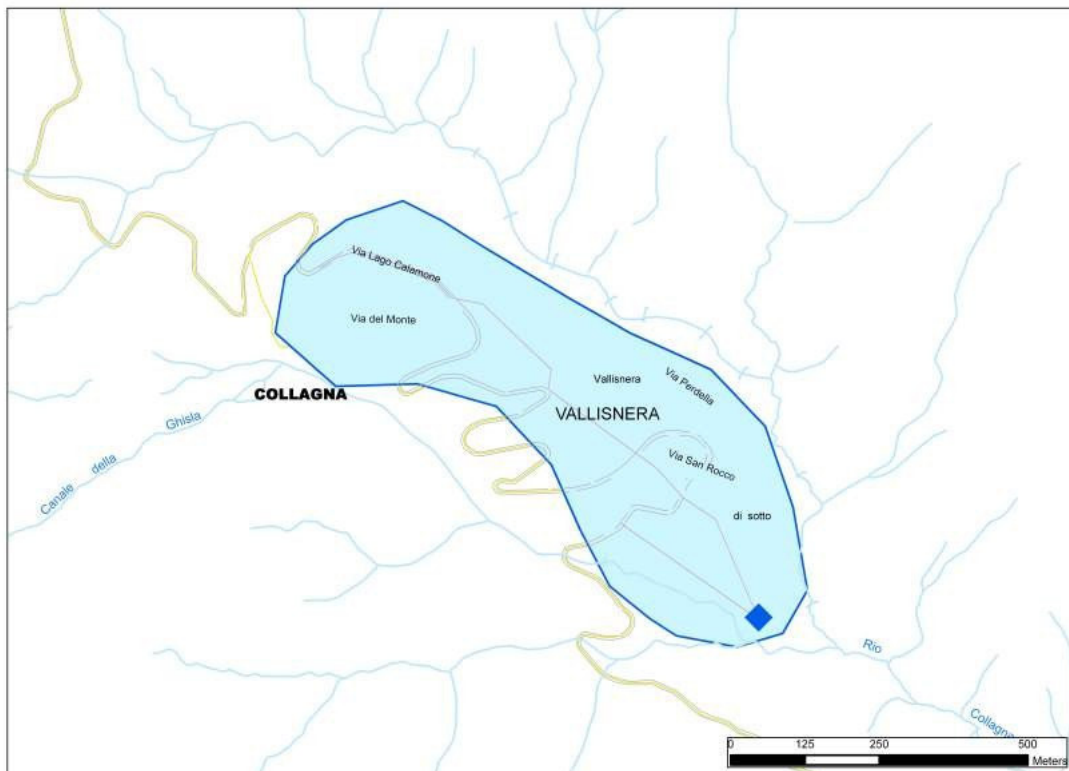 Via Lago Calamone
Via del Monte
Vallisnera
Via Perdella
COLLAGNA
VALLISNERA
Canale della Ghisla
Via San Rocco
di sotto
Rio Collagna
0 125 250 500
Meters